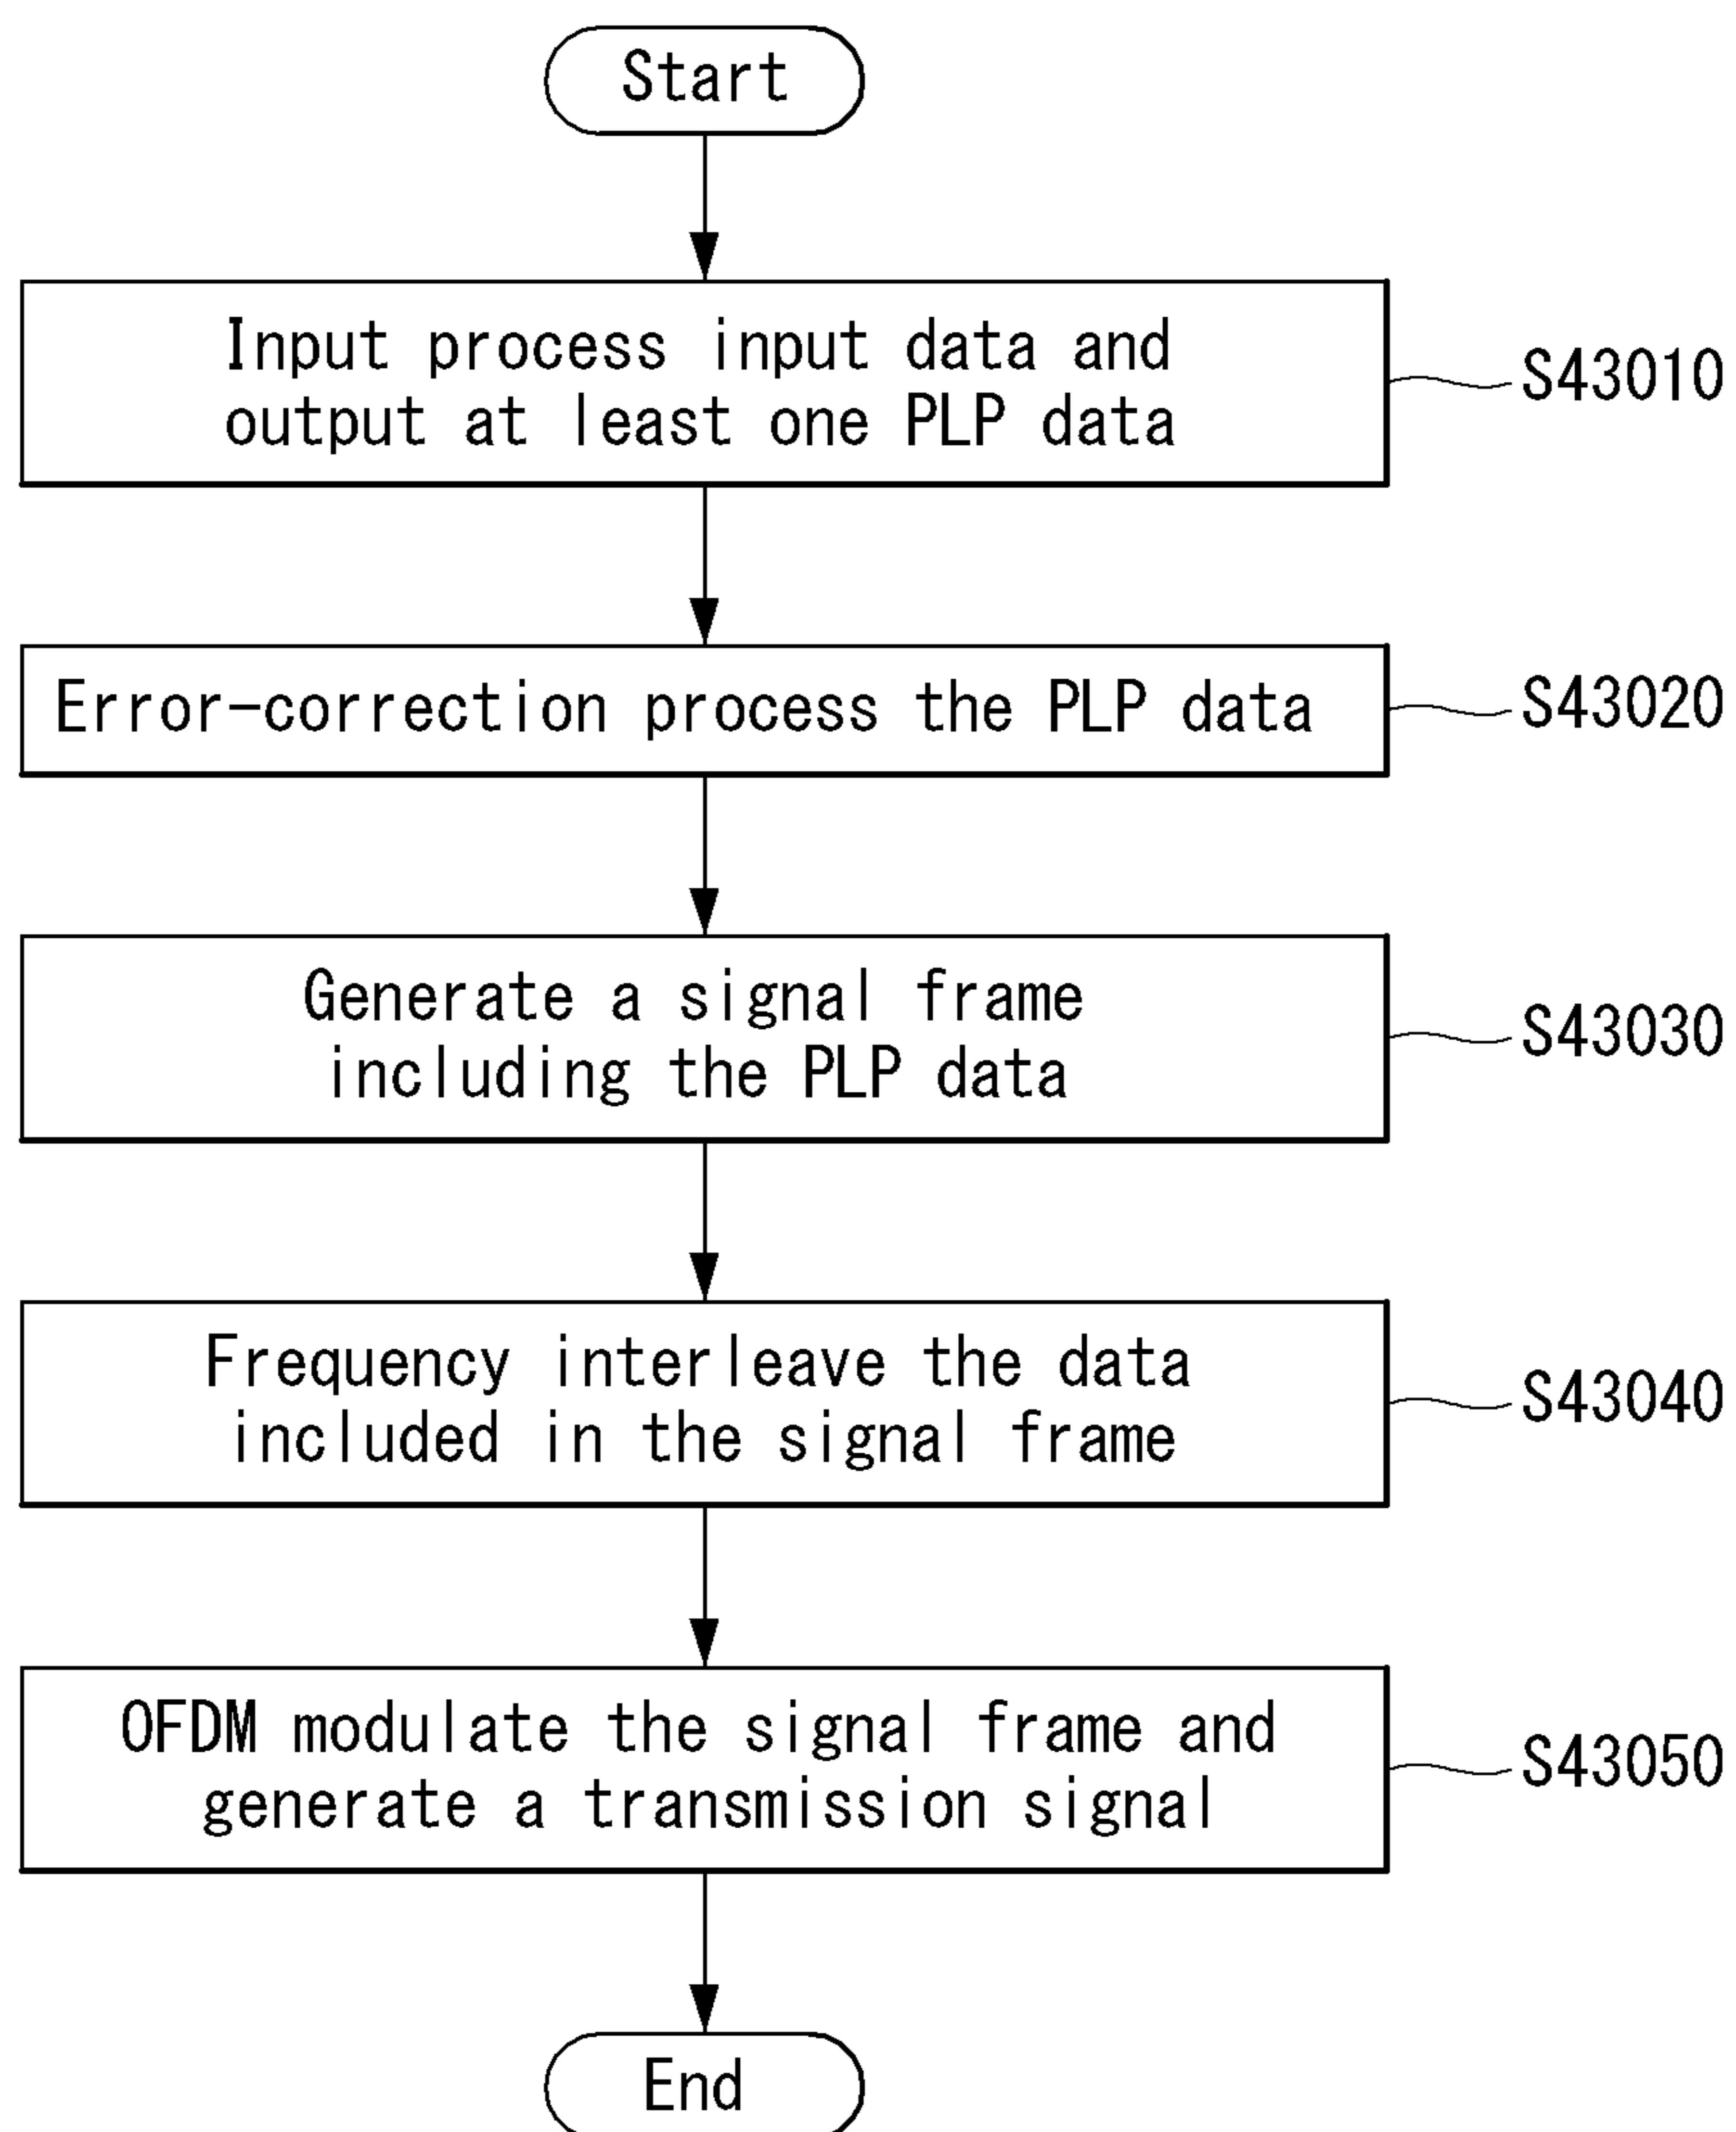 Start
Input process input data and
output at least one PLP data
S43010
Error-correction process the PLP data
S43020
Generate a signal frame
including the PLP data
S43030
Frequency interleave the data
included in the signal frame
S43040
OFDM modulate the signal frame and
generate a transmission signal
S43050
End